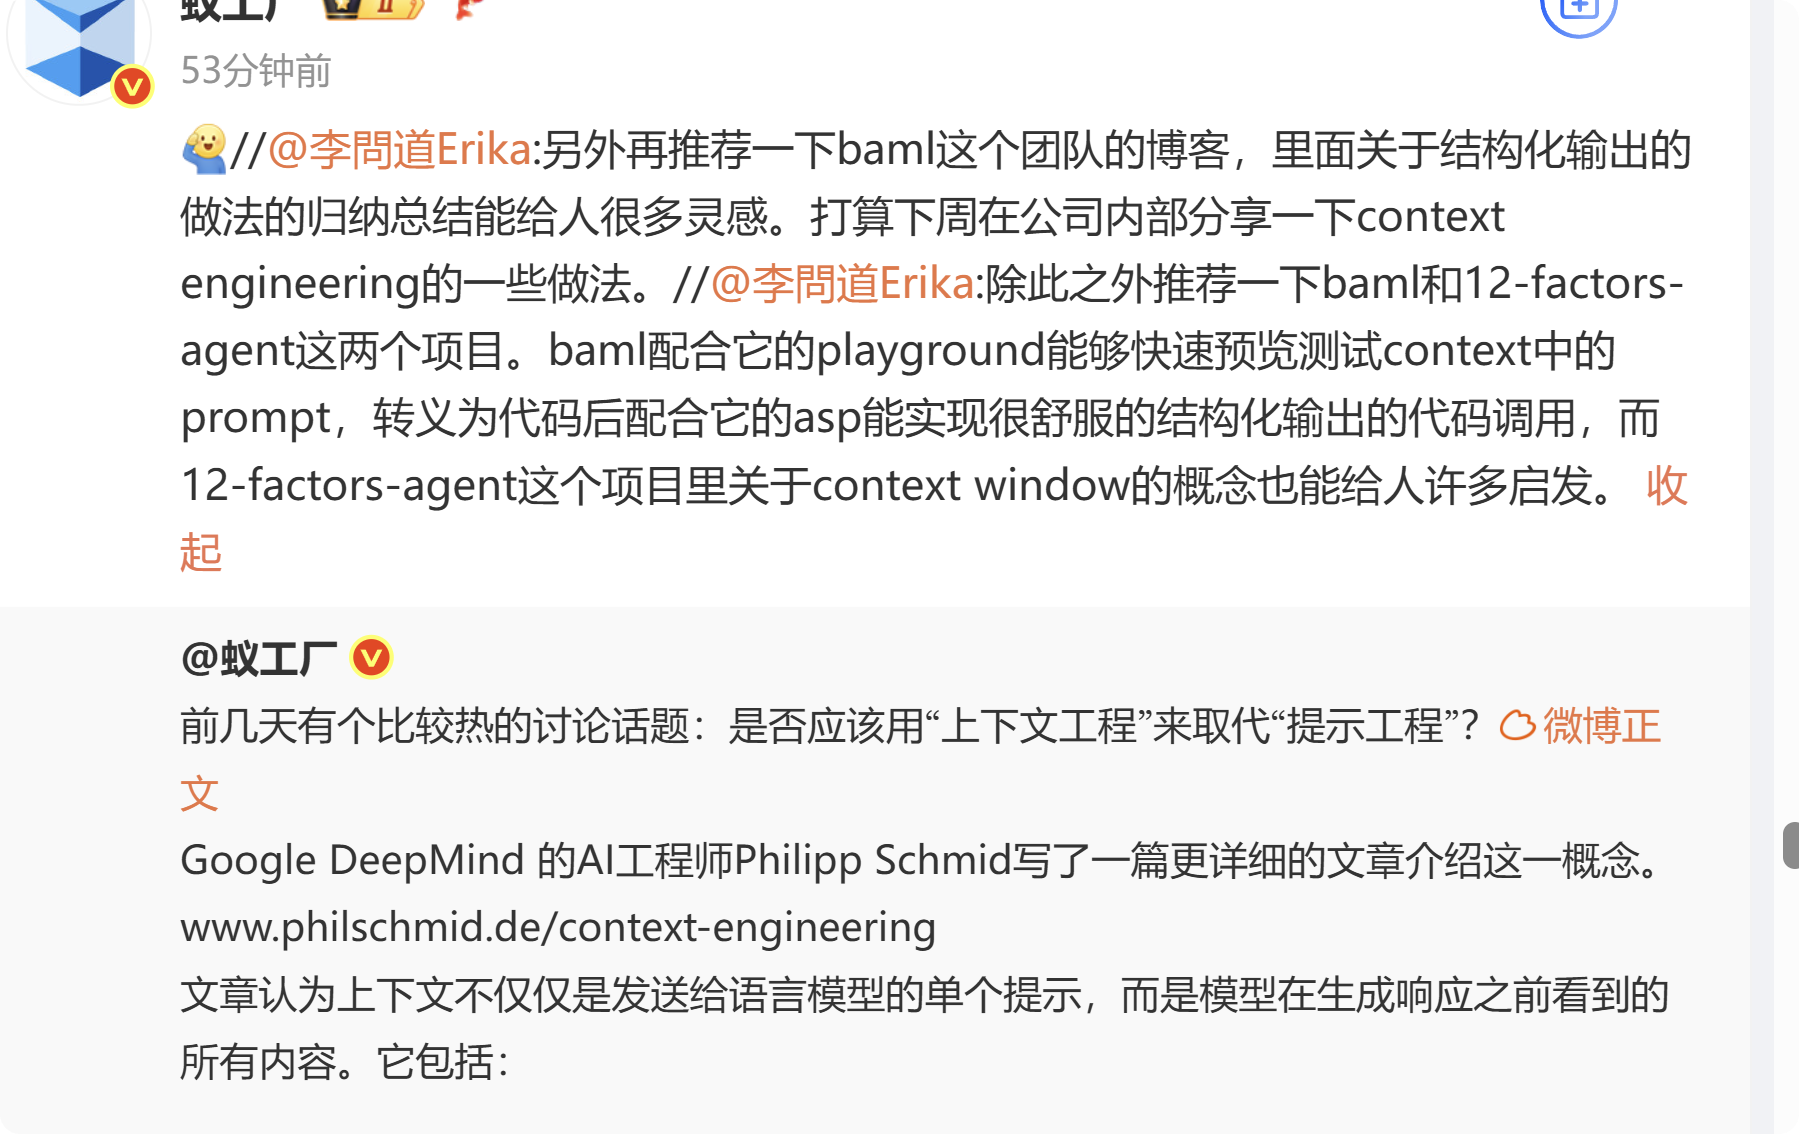 蚁工厂
53分钟前
//@李問道Erika:另外再推荐一下baml这个团队的博客，里面关于结构化输出的
做法的归纳总结能给人很多灵感。打算下周在公司内部分享一下context
engineering的一些做法。//@李問道Erika:除此之外推荐一下baml和12-factors-
agent这两个项目。baml配合它的playground能够快速预览测试context中的
prompt，转义为代码后配合它的asp能实现很舒服的结构化输出的代码调用，而
12-factors-agent这个项目里关于context window的概念也能给人许多启发。 收
起
@蚁工厂
前几天有个比较热的讨论话题：是否应该用“上下文工程”来取代“提示工程”？微博正
文
Google DeepMind 的AI工程师Philipp Schmid写了一篇更详细的文章介绍这一概念。
www.philschmid.de/context-engineering
文章认为上下文不仅仅是发送给语言模型的单个提示，而是模型在生成响应之前看到的
所有内容。它包括：